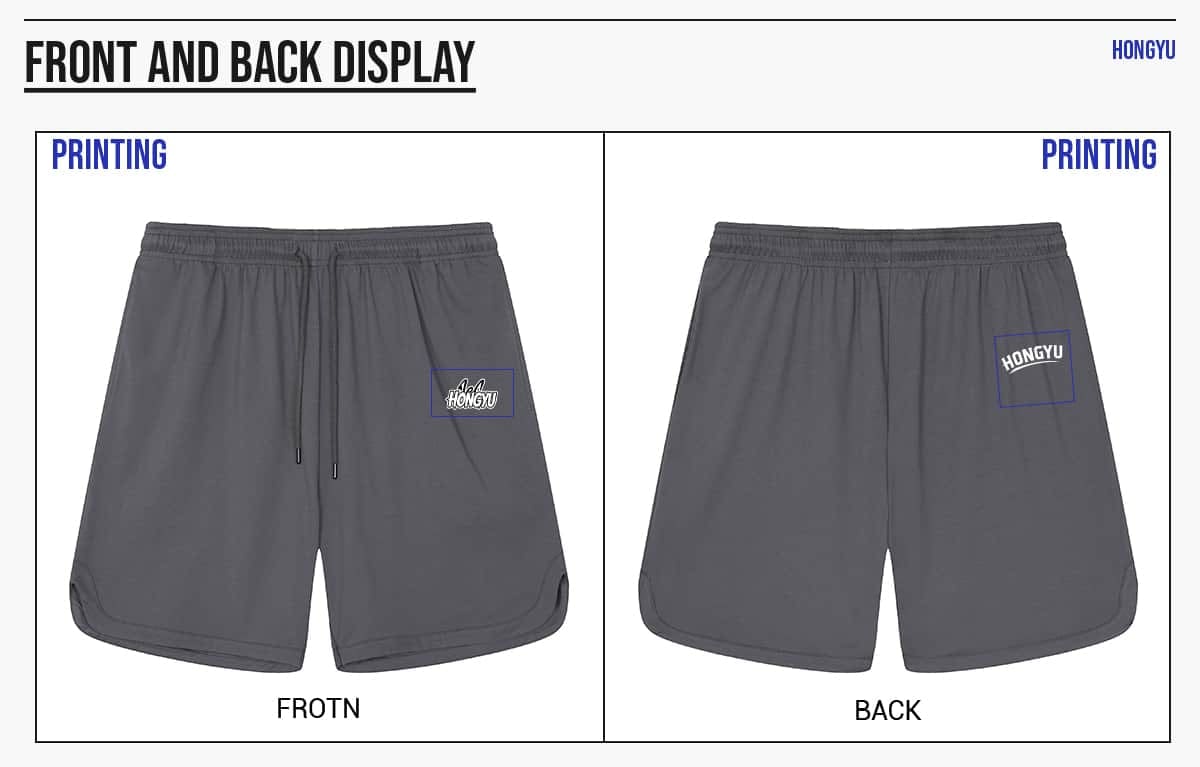 FRONT AND BACK DISPLAY
HONGYU
PRINTING
PRINTING
HONGYU
HONGYU
FROTN
BACK